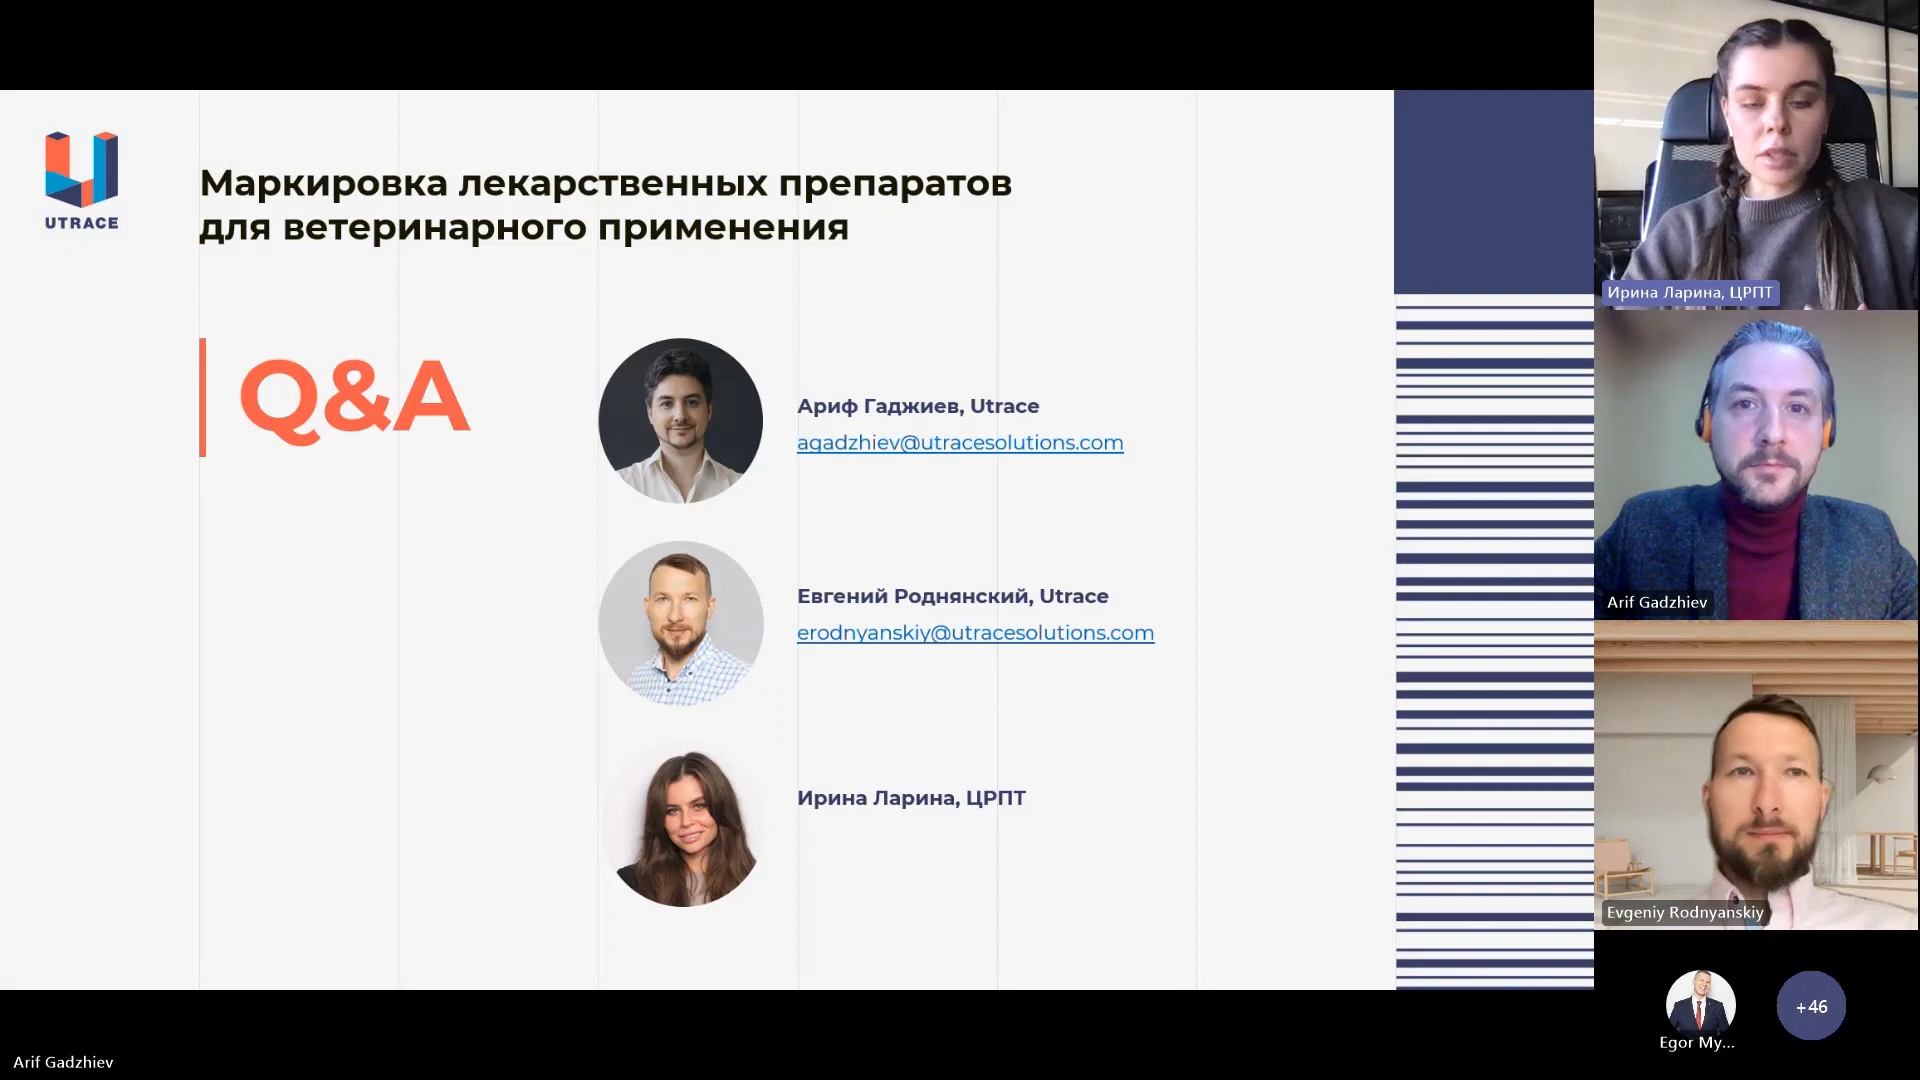 UTRACE
Маркировка лекарственных препаратов
для ветеринарного применения
Q&A
Ариф Гаджиев, Utrace
agadzhiev@utracesolutions.com
Евгений Роднянский, Utrace
erodnyanskiy@utracesolutions.com
Ирина Ларина, ЦРПТ
Ирина Ларина, ЦРПТ
Arif Gadzhiev
Evgeniy Rodnyanskiy
Egor My...
+46
Arif Gadzhiev